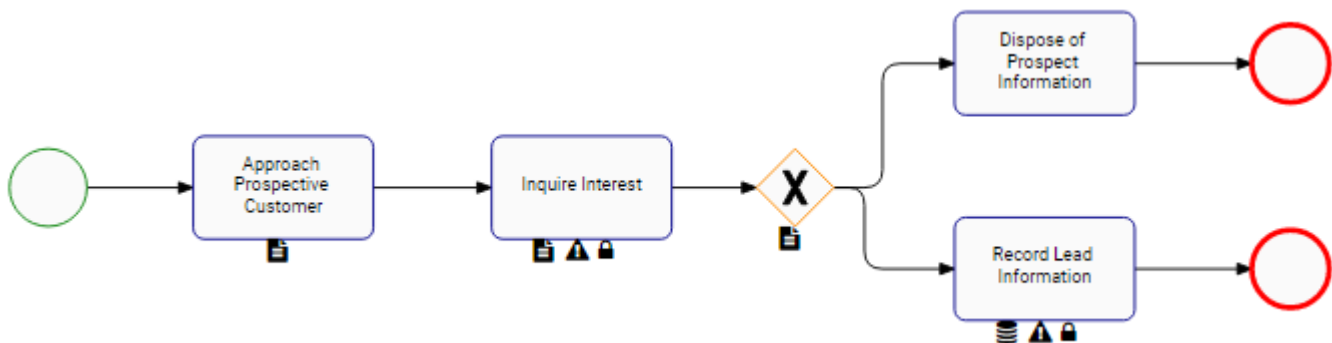 Approach
Prospective
Customer
Inquire Interest
X
Dispose of
Prospect
Information
Record Lead
Information